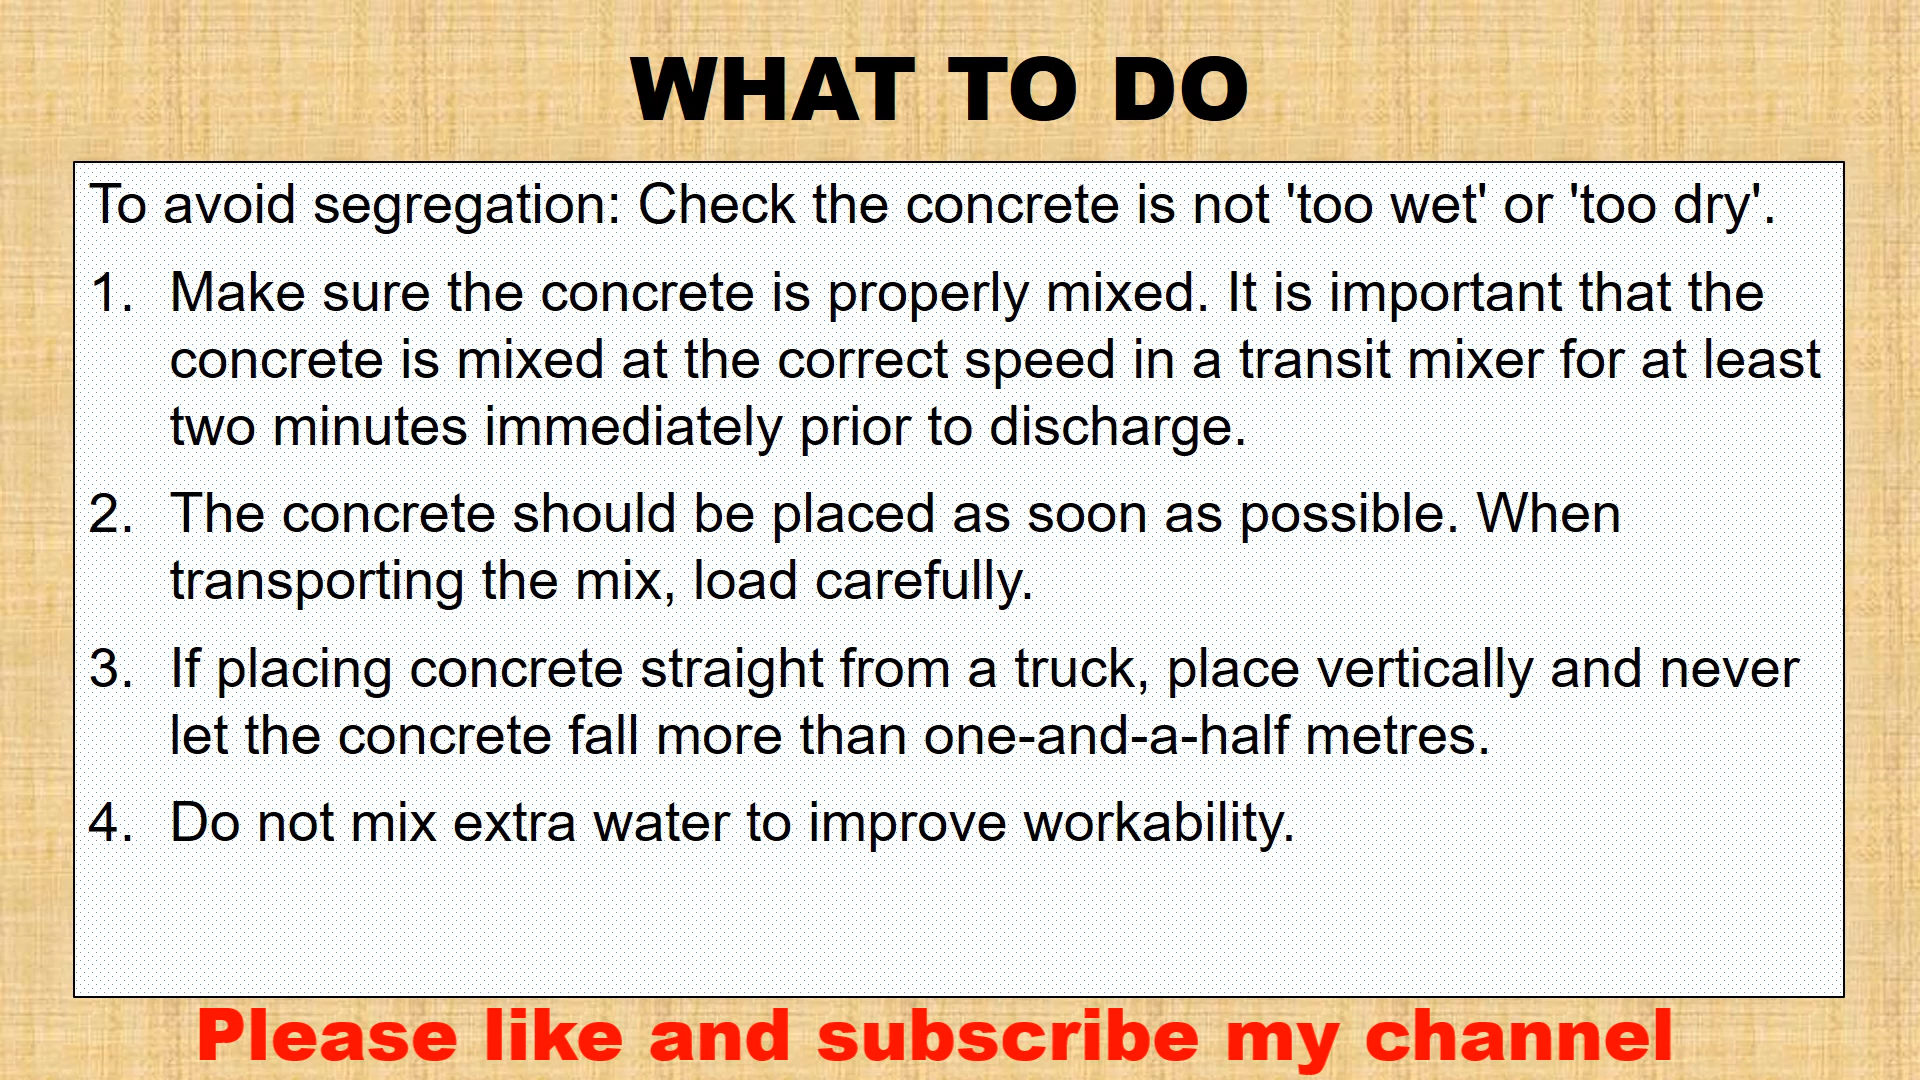 WHAT TO DO
To avoid segregation: Check the concrete is not 'too wet' or 'too dry'.
1. Make sure the concrete is properly mixed. It is important that the
concrete is mixed at the correct speed in a transit mixer for at least
two minutes immediately prior to discharge.
2. The concrete should be placed as soon as possible. When
transporting the mix, load carefully.
3. If placing concrete straight from a truck, place vertically and never
let the concrete fall more than one-and-a-half metres.
4. Do not mix extra water to improve workability.
Please like and subscribe my channel